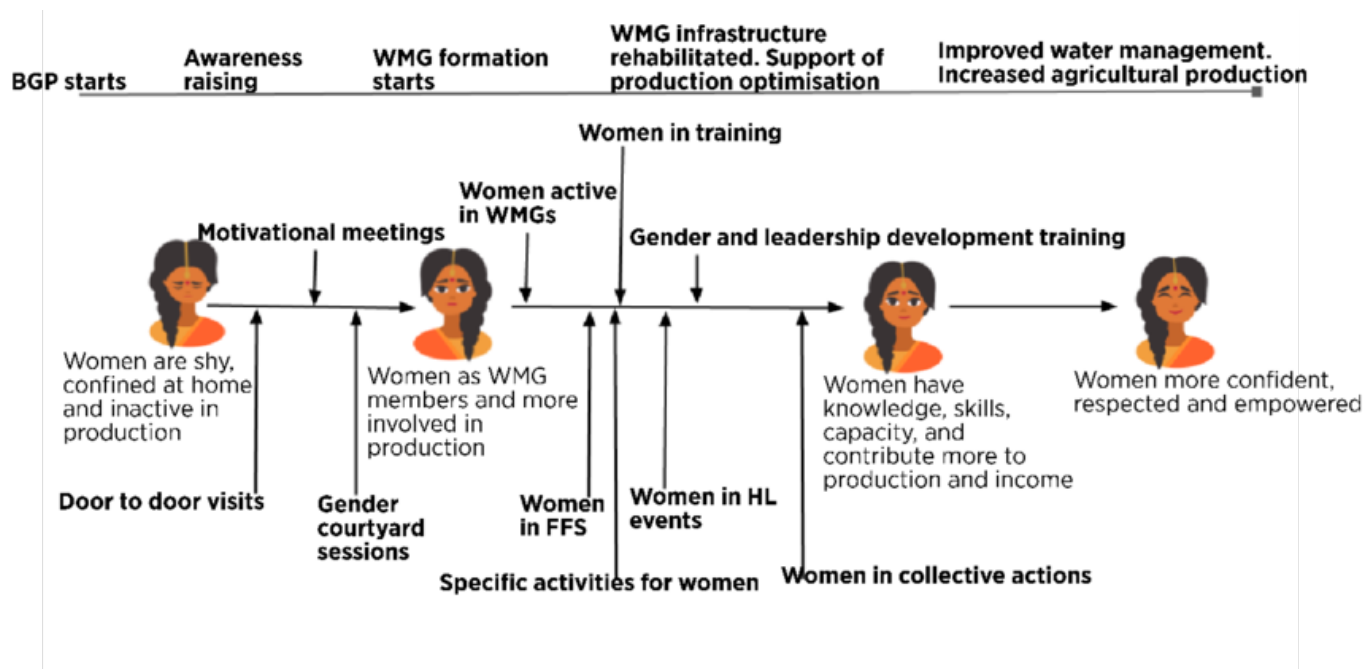 BGP starts
Awareness
raising
WMG formation
starts
WMG infrastructure
rehabilitated. Support of
production optimisation
Improved water management.
Increased agricultural production
Women in training
Women active
in WMGs
Motivational meetings
Gender and leadership development training
Women are shy,
confined at home
and inactive in
production
Women as WMG
members and more
involved in
production
Women have
knowledge, skills,
capacity, and
contribute more to
production and income
Women more confident,
respected and empowered
Door to door visits
Gender
courtyard
sessions
Women
in FFS
Women in HL
events
Specific activities for women
Women in collective actions